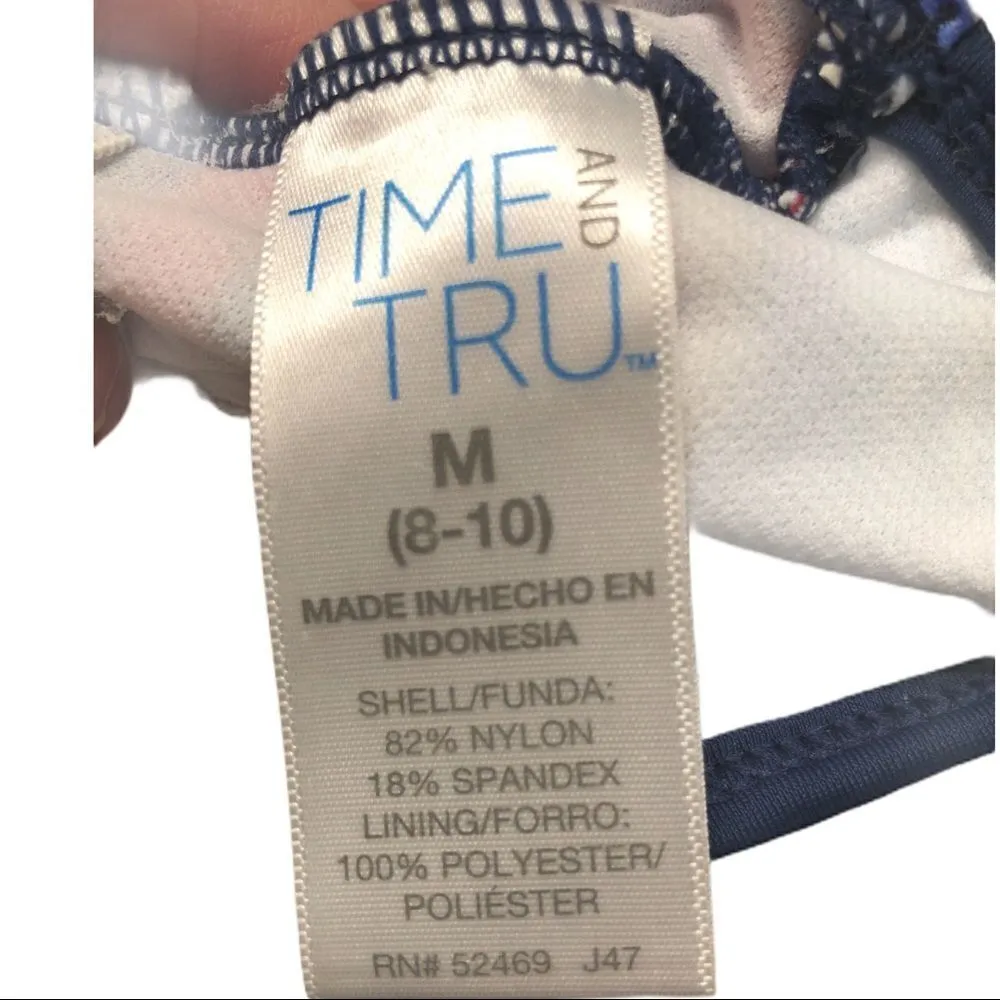 TIME AND
TRU™
M
(8-10)
MADE IN/HECHO EN
INDONESIA
SHELL/FUNDA:
82% NYLON
18% SPANDEX
LINING/FORRO:
100% POLYESTER/
POLIÉSTER
RN# 52469 J47